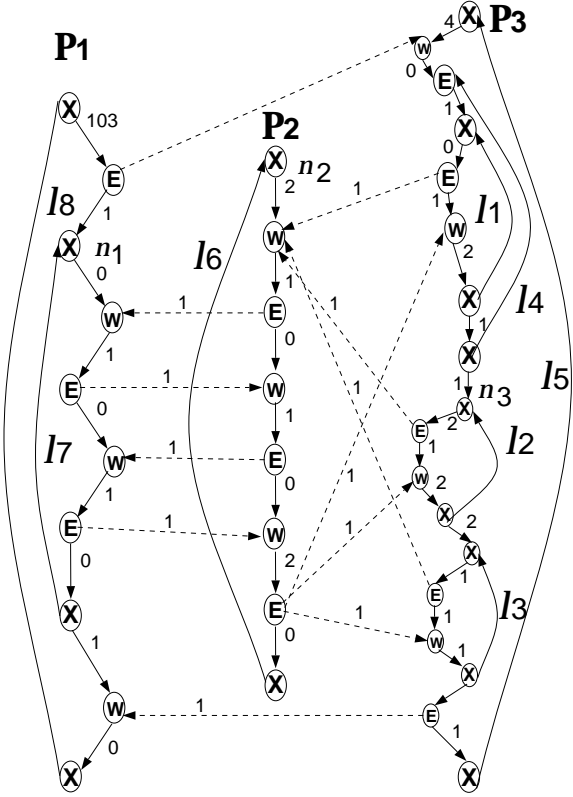 X P3
4
P1 w
0 E
X 1
103 X
P2 0
X n2 E
E 2 1 1
l8 1 W l1
X n1 W 2
0 l6 1 X
W 1 E 1 l4
1 0 1
X
E 1 W 1 n3 l5
0 1 X
2
l7 W 1 E E 1 l2
1 0 1 w 2
E 1 W 1 X 2
0 2 X
1
E 1 E l3
X 0 1 w 1
1 X X
W 1 E
0 1
X X